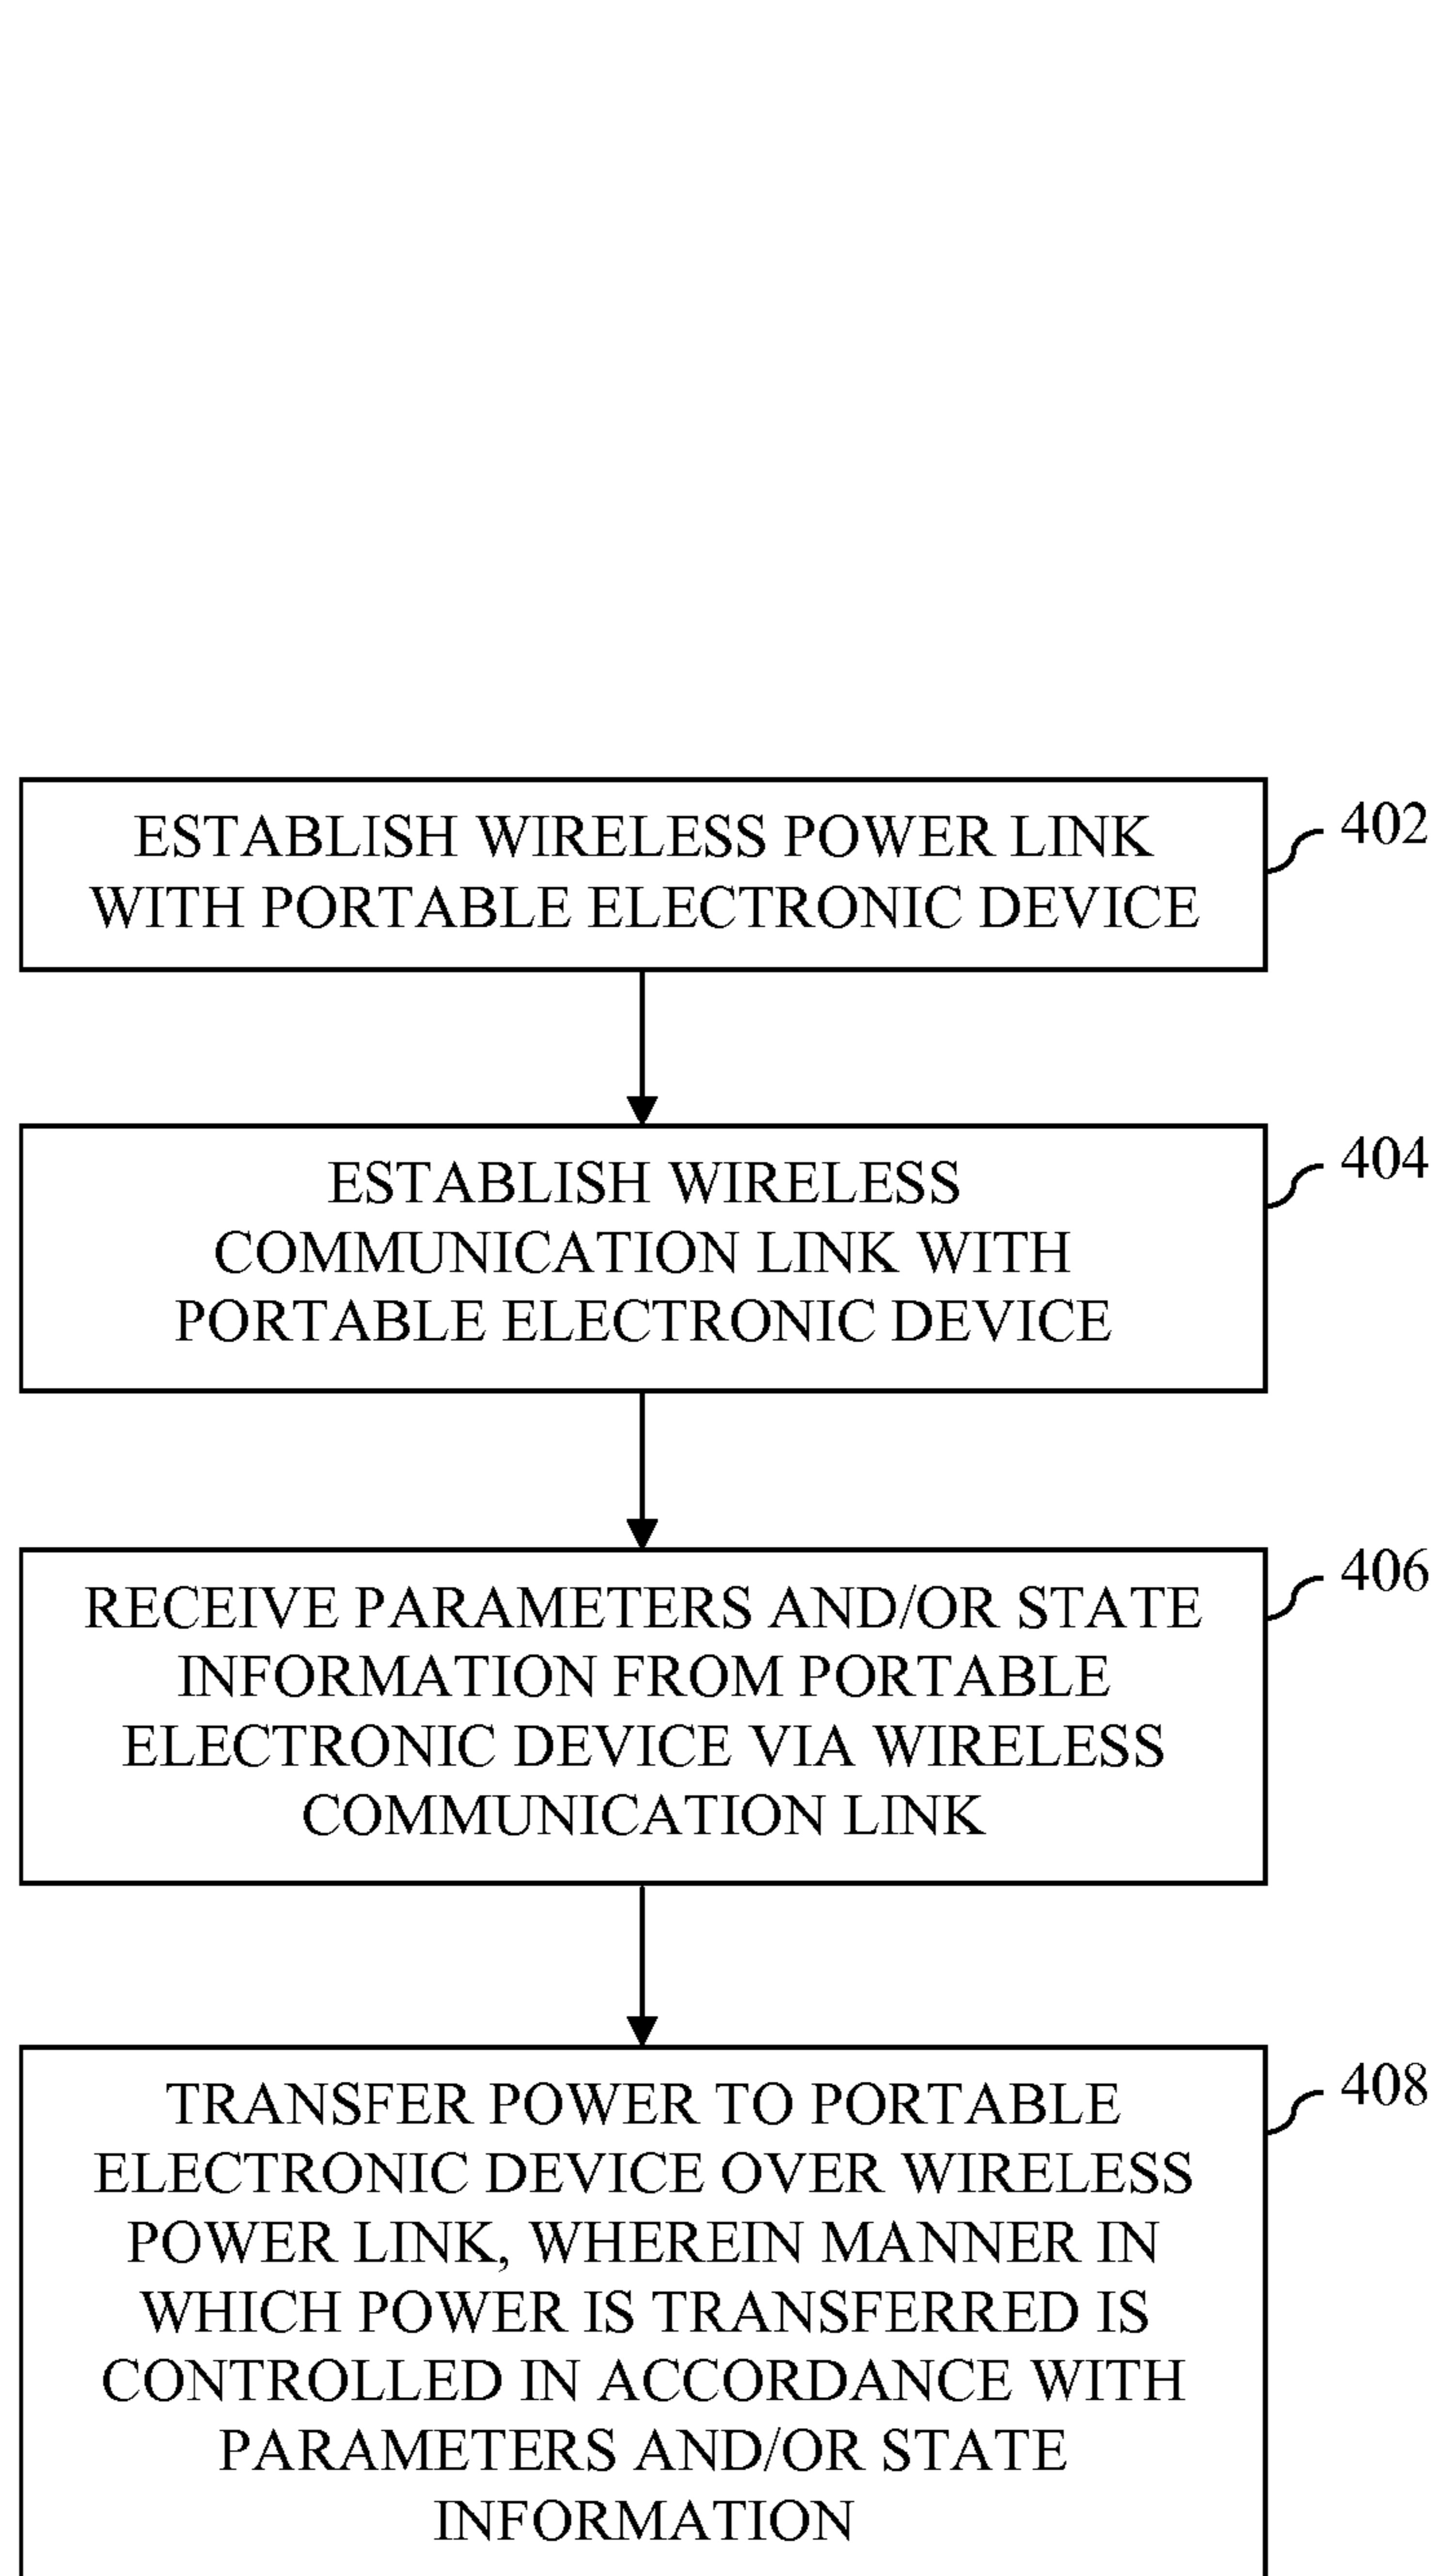 ESTABLISH WIRELESS POWER LINK
WITH PORTABLE ELECTRONIC DEVICE
402
ESTABLISH WIRELESS
COMMUNICATION LINK WITH
PORTABLE ELECTRONIC DEVICE
404
RECEIVE PARAMETERS AND/OR STATE
INFORMATION FROM PORTABLE
ELECTRONIC DEVICE VIA WIRELESS
COMMUNICATION LINK
406
TRANSFER POWER TO PORTABLE
ELECTRONIC DEVICE OVER WIRELESS
POWER LINK, WHEREIN MANNER IN
WHICH POWER IS TRANSFERRED IS
CONTROLLED IN ACCORDANCE WITH
PARAMETERS AND/OR STATE
INFORMATION
408